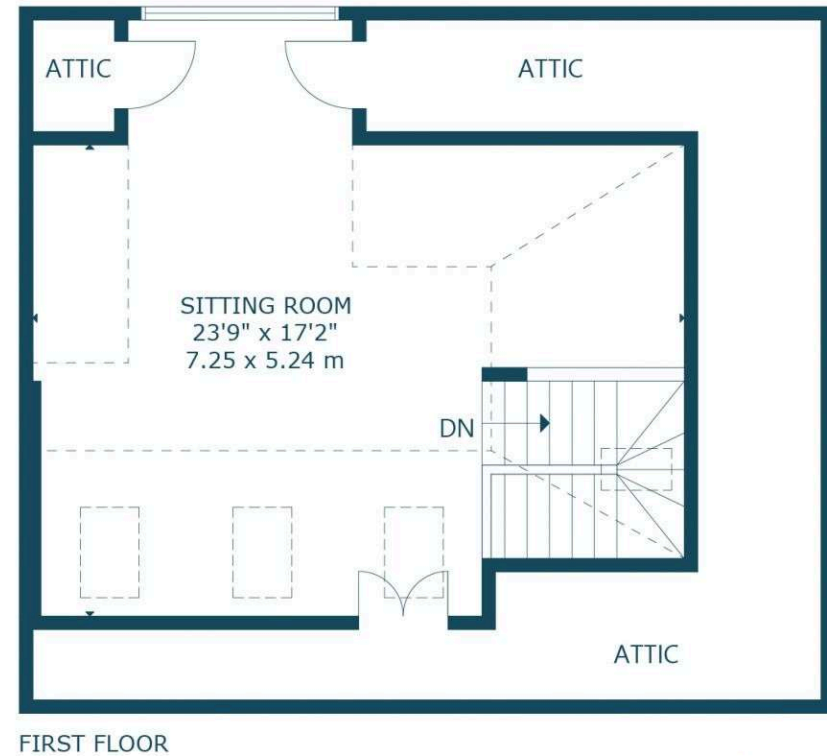 ATTIC
ATTIC
SITTING ROOM
23'9" x 17'2"
7.25 x 5.24 m
DN
ATTIC
FIRST FLOOR